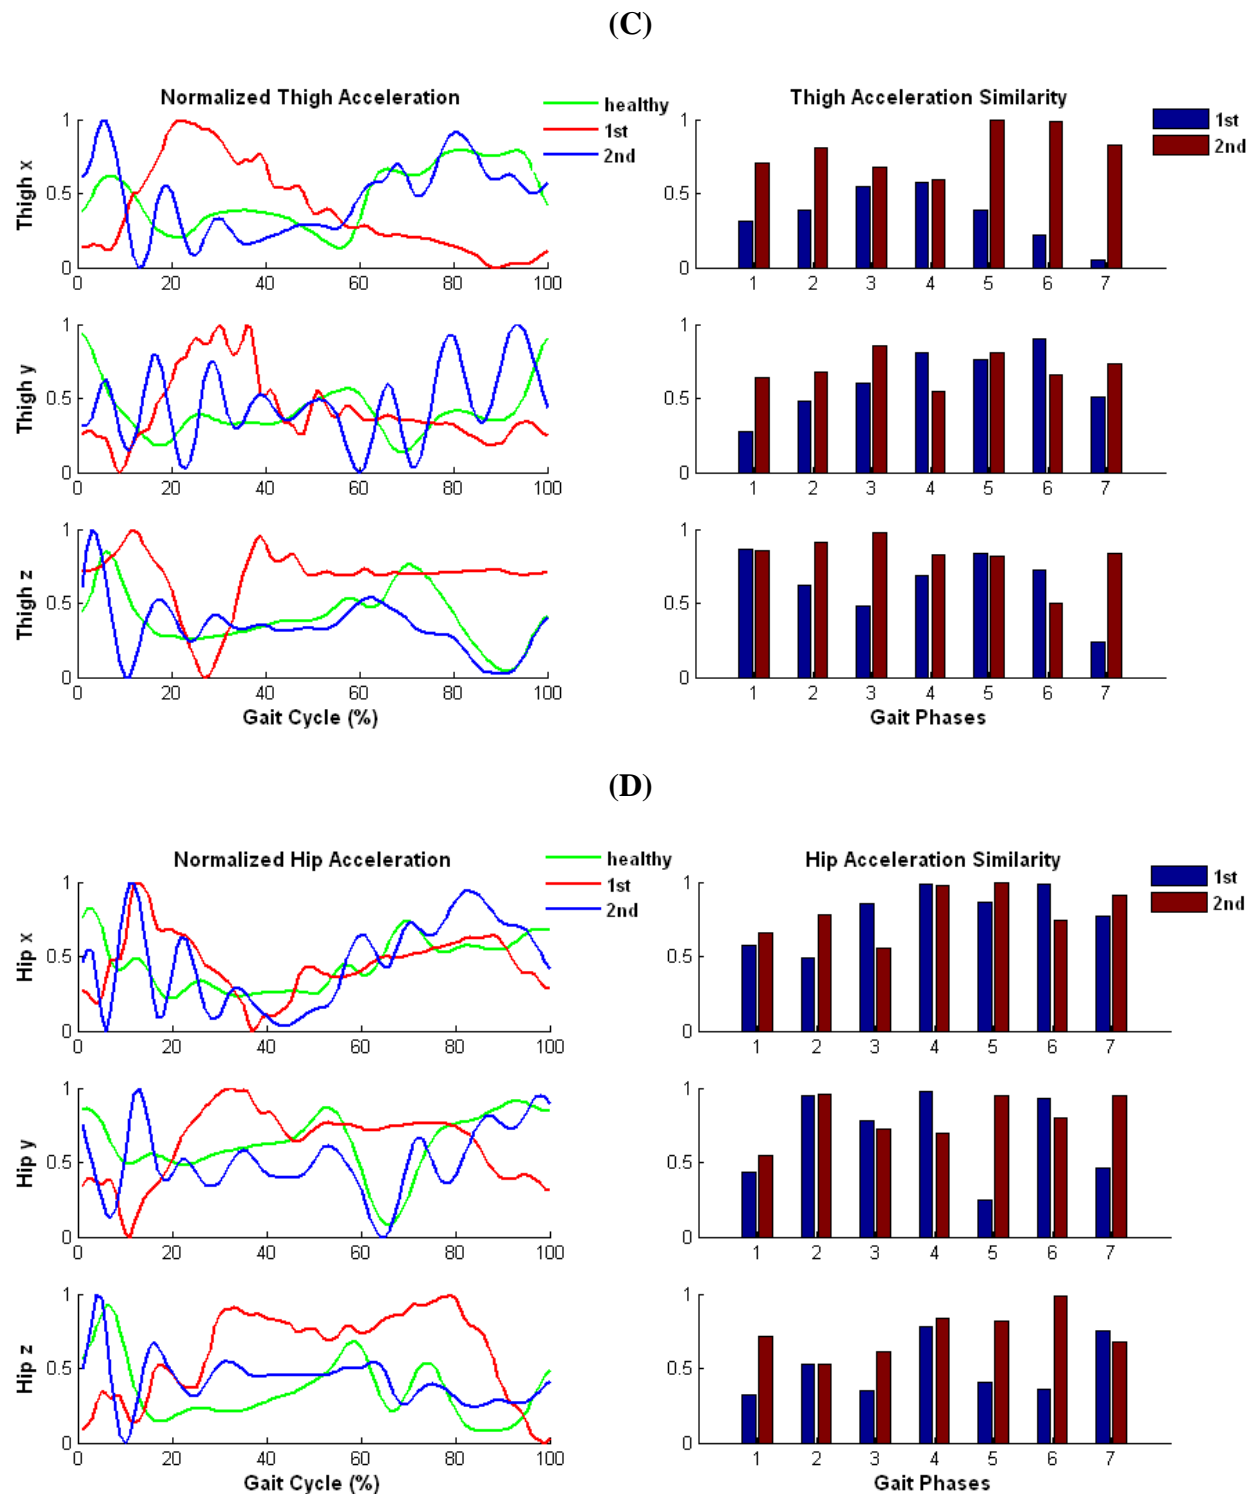 (C)
Normalized Thigh Acceleration
healthy
1st
2nd
Thigh x
1
0.5
0
0 20 40 60 80 100
Thigh Acceleration Similarity
1st
2nd
1
0.5
0
1 2 3 4 5 6 7
Thigh y
1
0.5
0
0 20 40 60 80 100
1
0.5
0
1 2 3 4 5 6 7
Thigh z
1
0.5
0
0 20 40 60 80 100
Gait Cycle (%)
1
0.5
0
1 2 3 4 5 6 7
Gait Phases
(D)
Normalized Hip Acceleration
healthy
1st
2nd
Hip x
1
0.5
0
0 20 40 60 80 100
Hip Acceleration Similarity
1st
2nd
1
0.5
0
1 2 3 4 5 6 7
Hip y
1
0.5
0
0 20 40 60 80 100
1
0.5
0
1 2 3 4 5 6 7
Hip z
1
0.5
0
0 20 40 60 80 100
Gait Cycle (%)
1
0.5
0
1 2 3 4 5 6 7
Gait Phases